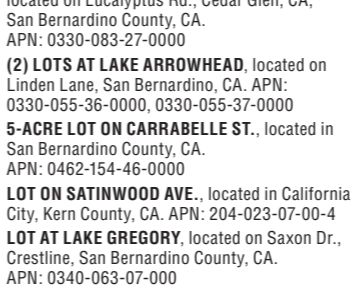 located on Eucalyptus Rd., Cedar Glen, CA,
San Bernardino County, CA.
APN: 0330-083-27-0000
(2) LOTS AT LAKE ARROWHEAD, located on
Linden Lane, San Bernardino, CA. APN:
0330-055-36-0000, 0330-055-37-0000
5-ACRE LOT ON CARRABELLE ST., located in
San Bernardino County, CA.
APN: 0462-154-46-0000
LOT ON SATINWOOD AVE., located in California
City, Kern County, CA. APN: 204-023-07-00-4
LOT AT LAKE GREGORY, located on Saxon Dr.,
Crestline, San Bernardino County, CA.
APN: 0340-063-07-000